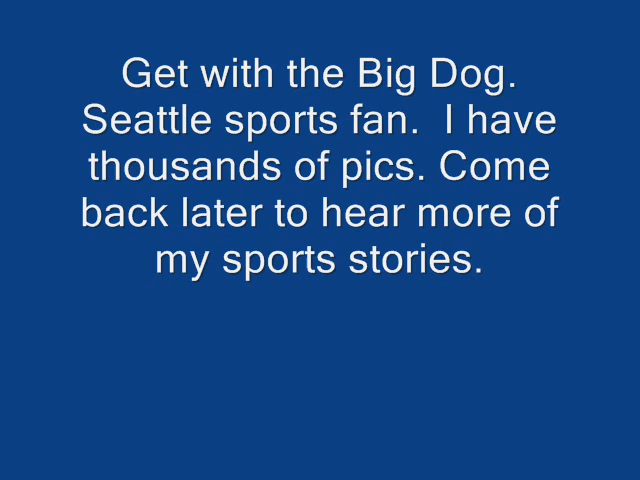 Get with the Big Dog.
Seattle sports fan.  I have
thousands of pics. Come
back later to hear more of
my sports stories.